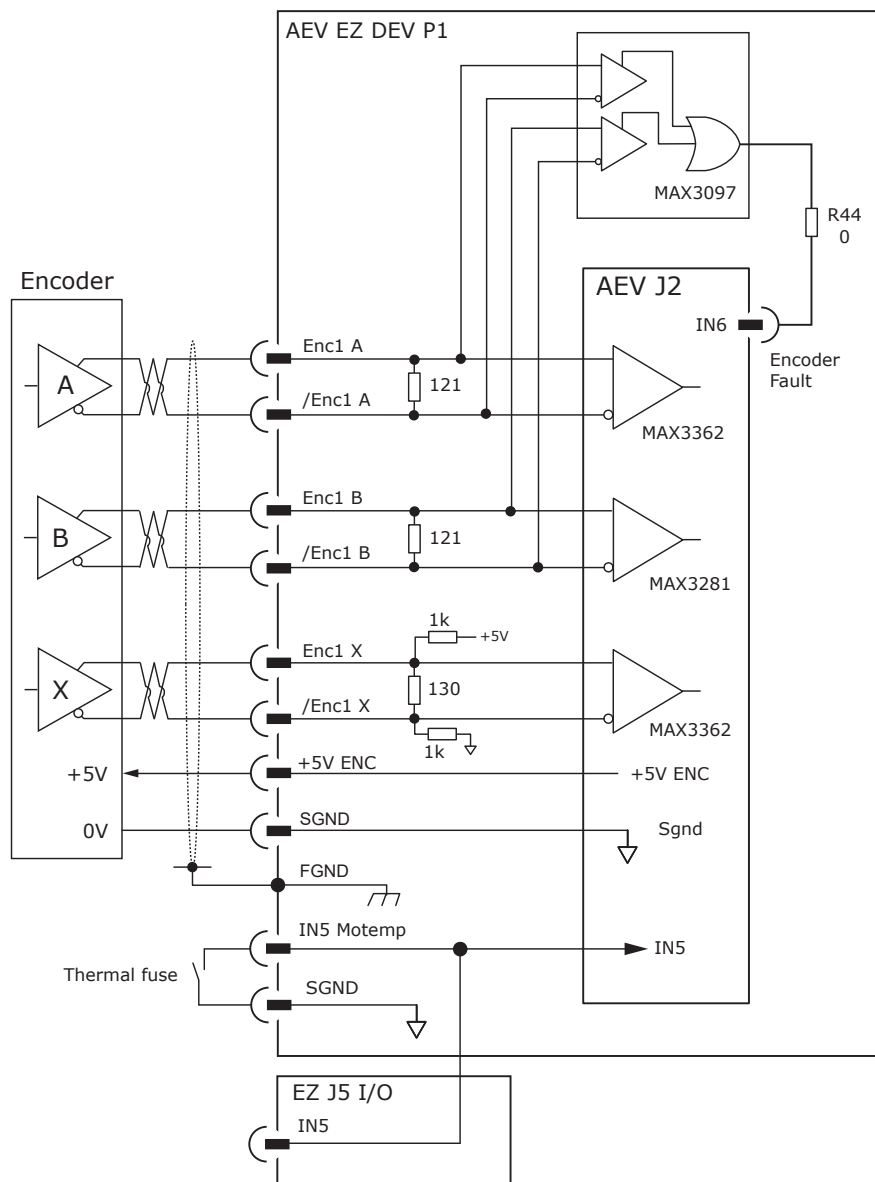 AEV EZ DEV P1
MAX3097
R44
0
Encoder
AEV J2
IN6
Encoder
Fault
A
Enc1 A
121
/Enc1 A
MAX3362
B
Enc1 B
121
/Enc1 B
MAX3281
1k
+5V
X
Enc1 X
130
/Enc1 X
1k
MAX3362
+5V
+5V ENC
+5V ENC
0V
SGND
Sgnd
FGND
IN5 Motemp
IN5
Thermal fuse
SGND
EZ J5 I/O
IN5